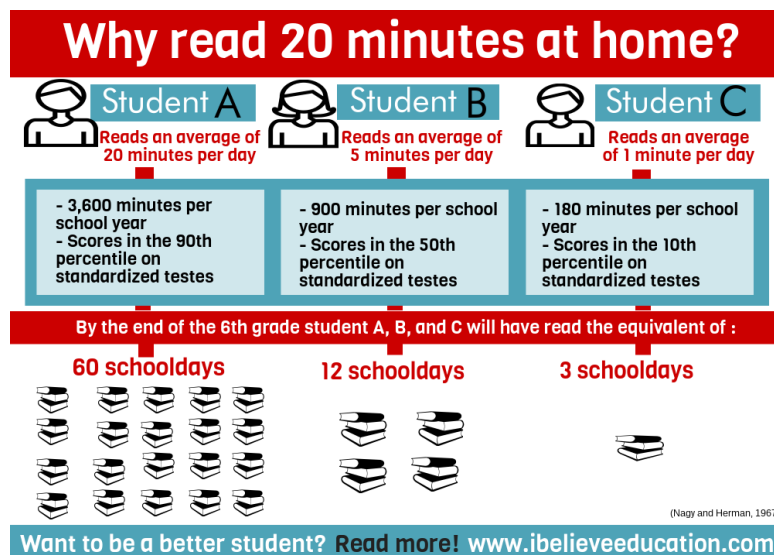 Why read 20 minutes at home?
Student A
Reads an average of
20 minutes per day
Student B
Reads an average of
5 minutes per day
Student C
Reads an average
of 1 minute per day
- 3,600 minutes per
school year
- Scores in the 90th
percentile on
standardized testes
- 900 minutes per school
year
- Scores in the 50th
percentile on
standardized testes
- 180 minutes per school
year
- Scores in the 10th
percentile on
standardized testes
By the end of the 6th grade student A, B, and C will have read the equivalent of :
60 schooldays
12 schooldays
3 schooldays
(Nagy and Herman, 1967
Want to be a better student? Read more! www.ibelieveeducation.com